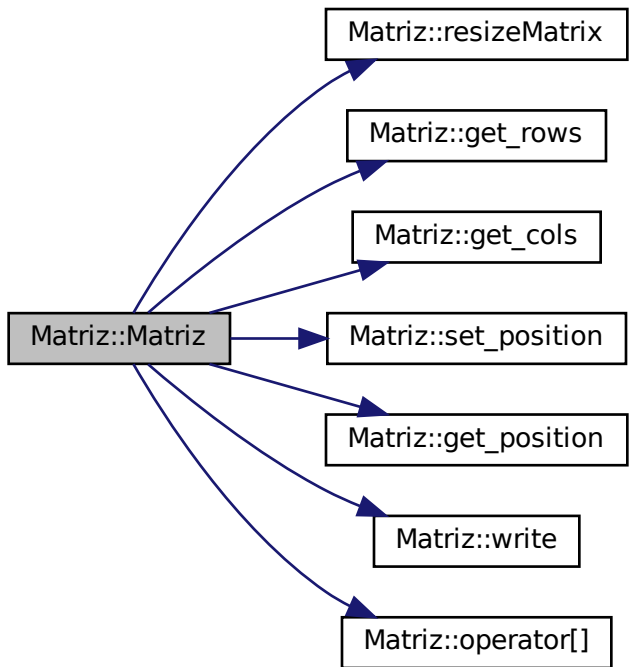 Matriz::resizeMatrix
Matriz::get_rows
Matriz::get_cols
Matriz::Matriz
Matriz::set_position
Matriz::get_position
Matriz::write
Matriz::operator[]